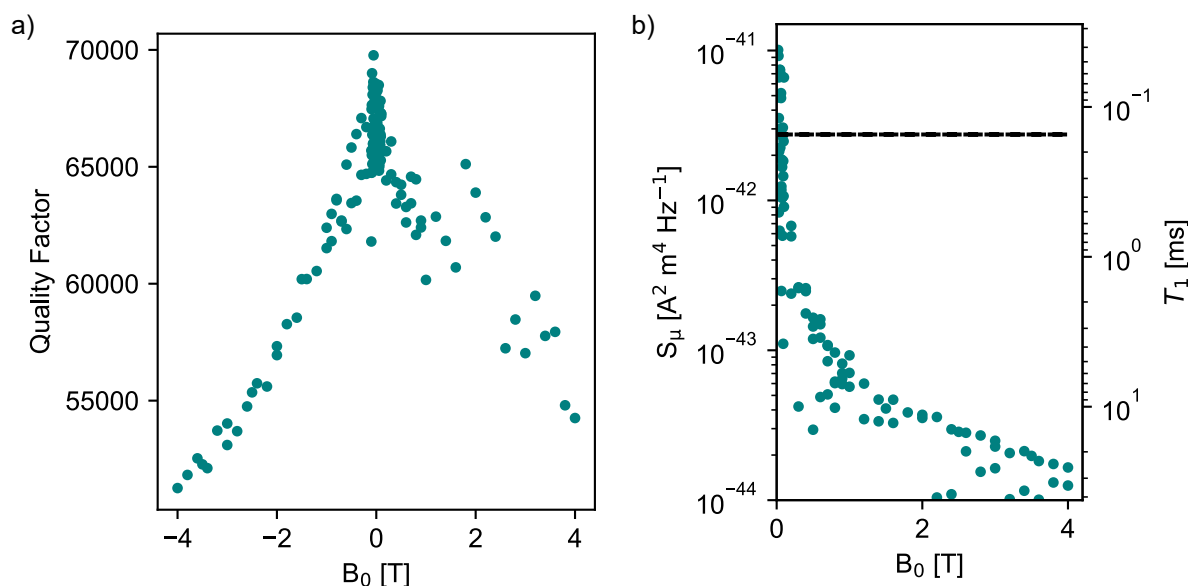 a)
70000
65000
60000
55000
Quality Factor
−4
−2
0
2
4
B₀ [T]
b)
10⁻⁴¹
10⁻⁴²
10⁻⁴³
10⁻⁴⁴
S_μ [A² m⁴ Hz⁻¹]
0
2
4
B₀ [T]
10⁻¹
10⁰
10¹
T₁ [ms]